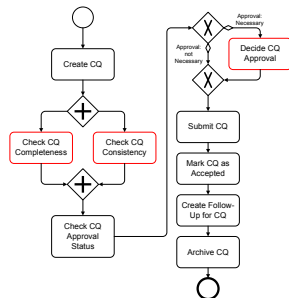 Create CQ
Check CQ
Completeness
Check CQ
Consistency
Check CQ
Approval
Status
Approval:
Necessary
Approval:
not
Necessary
Decide CQ
Approval
Submit CQ
Mark CQ as
Accepted
Create Follow-
Up for CQ
Archive CQ